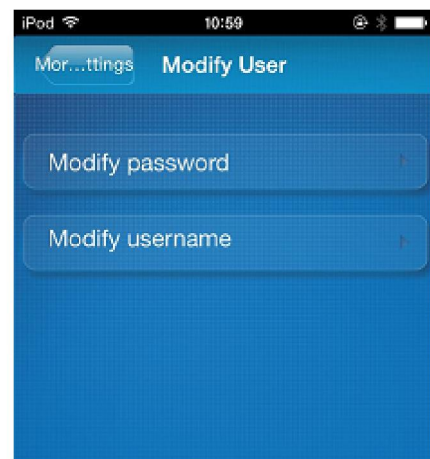 iPod 10:59
Mor...ttings Modify User
Modify password
Modify username